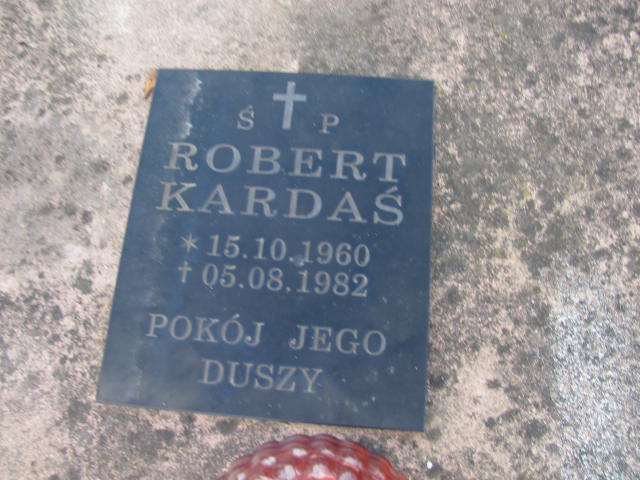 Ś P
ROBERT
KARDAŚ
* 15.10.1960
† 05.08.1982
POKÓJ JEGO
DUSZY